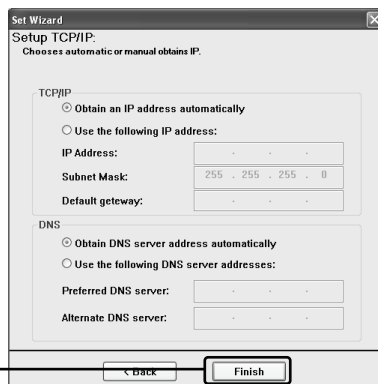 Set Wizard
Setup TCP/IP:
Chooses automatic or manual obtains IP.
TCP/IP
Obtain an IP address automatically
Use the following IP address:
IP Address:
Subnet Mask: 255 . 255 . 255 . 0
Default geteway:
DNS
Obtain DNS server address automatically
Use the following DNS server addresses:
Preferred DNS server:
Alternate DNS server:
< Back Finish